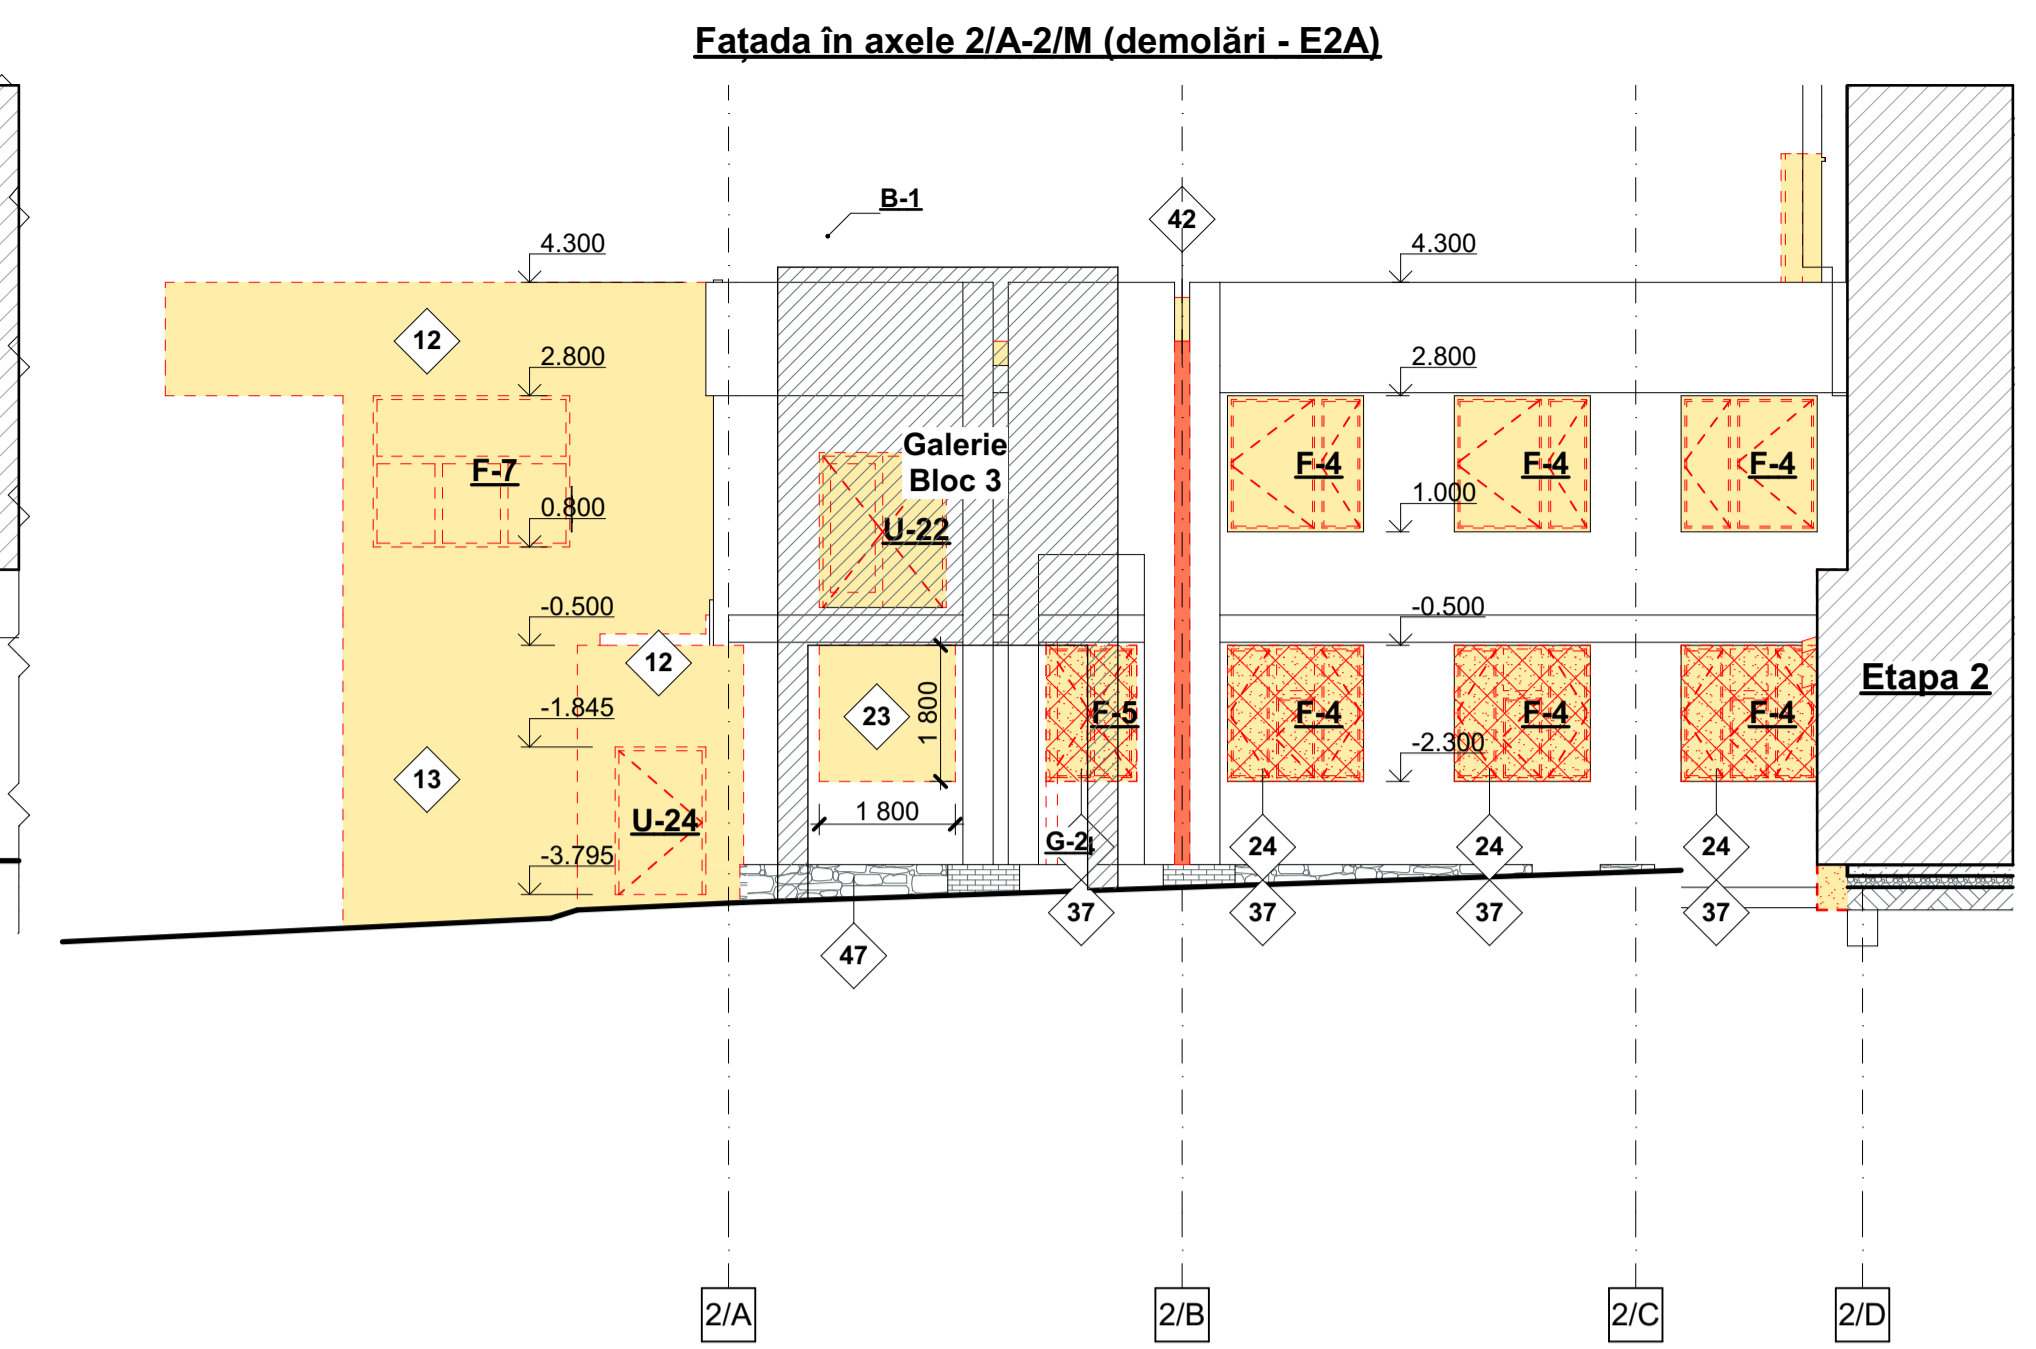 Fațada în axele 2/A-2/M (demolări - E2A)
B-1
42
4.300
4.300
12
2.800
2.800
Galerie
Bloc 3
F-7
F-4
F-4
F-4
0.800
1.000
U-22
-0.500
-0.500
12
Etapa 2
-1.845
23
1 800
F-5
F-4
F-4
F-4
-2.300
13
1 800
U-24
G-2
24
24
24
-3.795
37
37
37
37
47
2/A
2/B
2/C
2/D